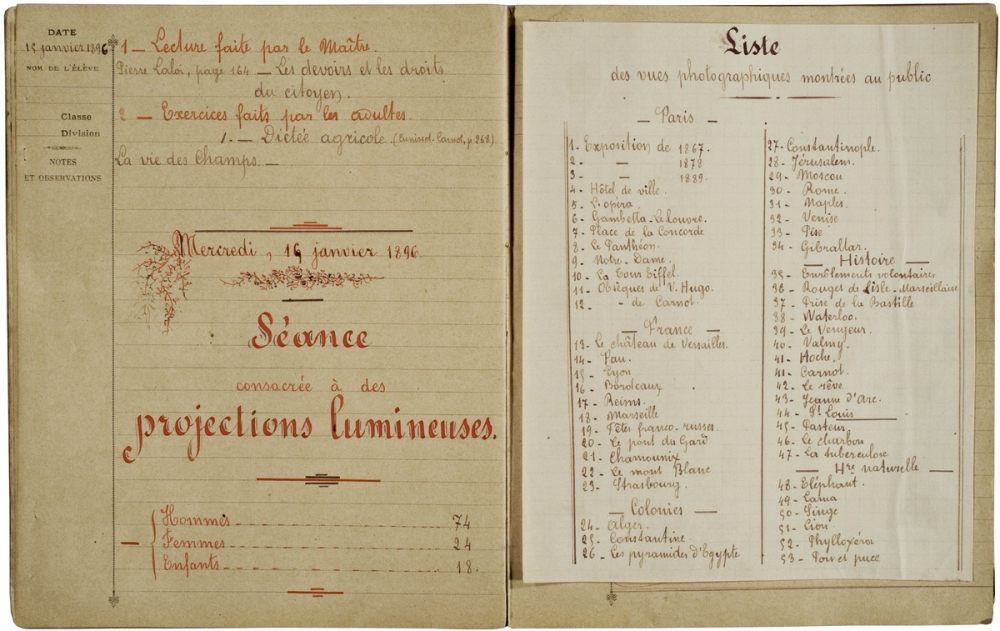 DATE
15 janvier 1896
NOM DE L'ÉLÈVE
Classe
Division
NOTES
ET OBSERVATIONS
1 — Lecture faite par le Maître.
Pierre Laloi, page 164 — Les devoirs et les droits
du citoyen.
2 — Exercices faits par les adultes.
1. — Dictée agricole. (Cunisset-Carnot, p. 268)
La vie des Champs. —
Mercredi, 15 janvier 1896.
Séance
consacrée à des
projections lumineuses.
Hommes 74
Femmes 24
Enfants 18.
Liste
des vues photographiques montrées au public
— Paris —
1 - Exposition de 1867.
2 - — 1878
3 - — 1889.
4 - Hôtel de ville.
5 - L'opéra.
6 - Gambetta - Le Louvre.
7 - Place de la Concorde
8 - Le Panthéon.
9 - Notre-Dame.
10 - La Tour Eiffel.
11 - Obsèques de V. Hugo.
12 - — de Carnot.
— France —
13 - Le château de Versailles.
14 - Pau.
15 - Lyon
16 - Bordeaux
17 - Reims.
18 - Marseille
19 - Fêtes franco-russes.
20 - Le pont du Gard
21 - Chamounix
22 - Le mont Blanc
23 - Strasbourg.
— Colonies —
24 - Alger.
25 - Constantine
26 - Les pyramides d'Egypte
27 - Constantinople.
28 - Jérusalem.
29 - Moscou
30 - Rome.
31 - Naples.
32 - Venise
33 - Pise
34 - Gibraltar.
— Histoire —
35 - Enrôlements volontaires
36 - Rouget de Lisle - Marseillaise
37 - Prise de la Bastille
38 - Waterloo.
39 - Le Vengeur.
40 - Valmy.
41 - Hoche.
41 - Carnot.
42 - Le rêve
43 - Jeanne d'Arc.
44 - St Louis
45 - Pasteur
46 - Le charbon
47 - La tuberculose
— Hre naturelle —
48 - Eléphant.
49 - Lama
50 - Singe
51 - Lion
52 - Phylloxéra
53 - Pou et puce